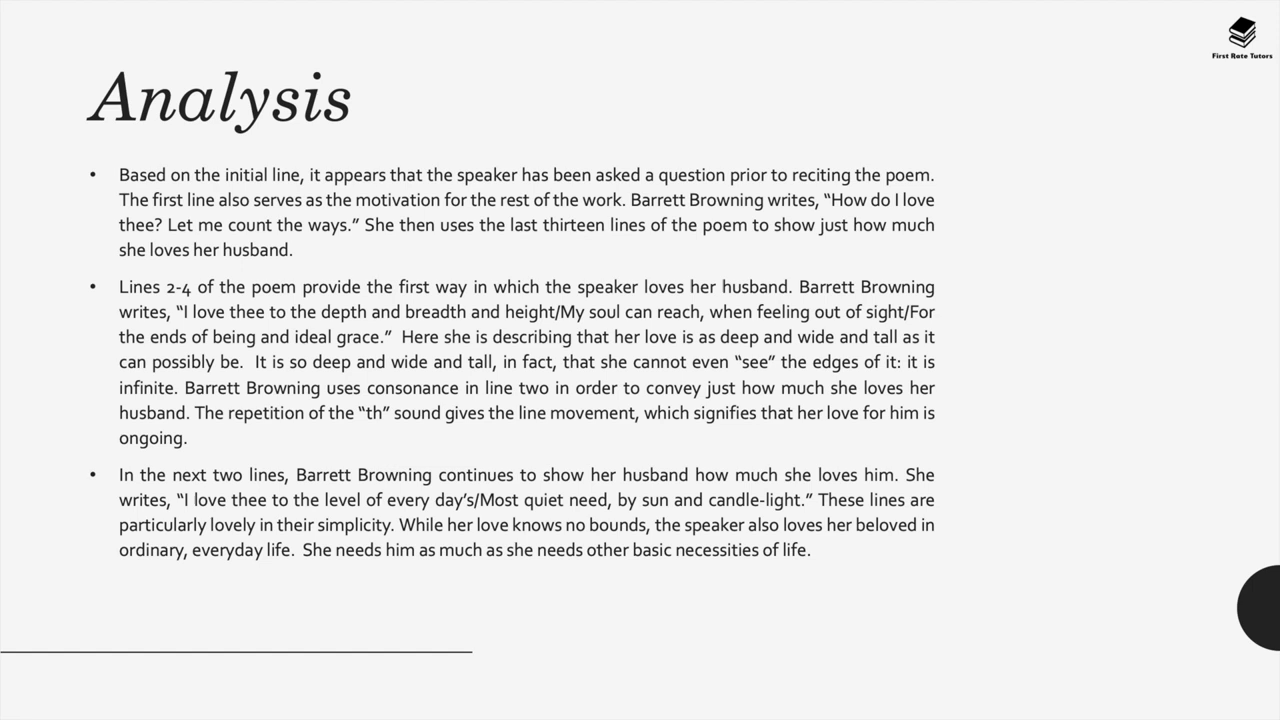 First Rate Tutors
Analysis
• Based on the initial line, it appears that the speaker has been asked a question prior to reciting the poem.
The first line also serves as the motivation for the rest of the work. Barrett Browning writes, “How do I love
thee? Let me count the ways.” She then uses the last thirteen lines of the poem to show just how much
she loves her husband.
• Lines 2-4 of the poem provide the first way in which the speaker loves her husband. Barrett Browning
writes, “I love thee to the depth and breadth and height/My soul can reach, when feeling out of sight/For
the ends of being and ideal grace.”  Here she is describing that her love is as deep and wide and tall as it
can possibly be.  It is so deep and wide and tall, in fact, that she cannot even “see” the edges of it: it is
infinite. Barrett Browning uses consonance in line two in order to convey just how much she loves her
husband. The repetition of the “th” sound gives the line movement, which signifies that her love for him is
ongoing.
• In the next two lines, Barrett Browning continues to show her husband how much she loves him. She
writes, “I love thee to the level of every day’s/Most quiet need, by sun and candle-light.” These lines are
particularly lovely in their simplicity. While her love knows no bounds, the speaker also loves her beloved in
ordinary, everyday life.  She needs him as much as she needs other basic necessities of life.